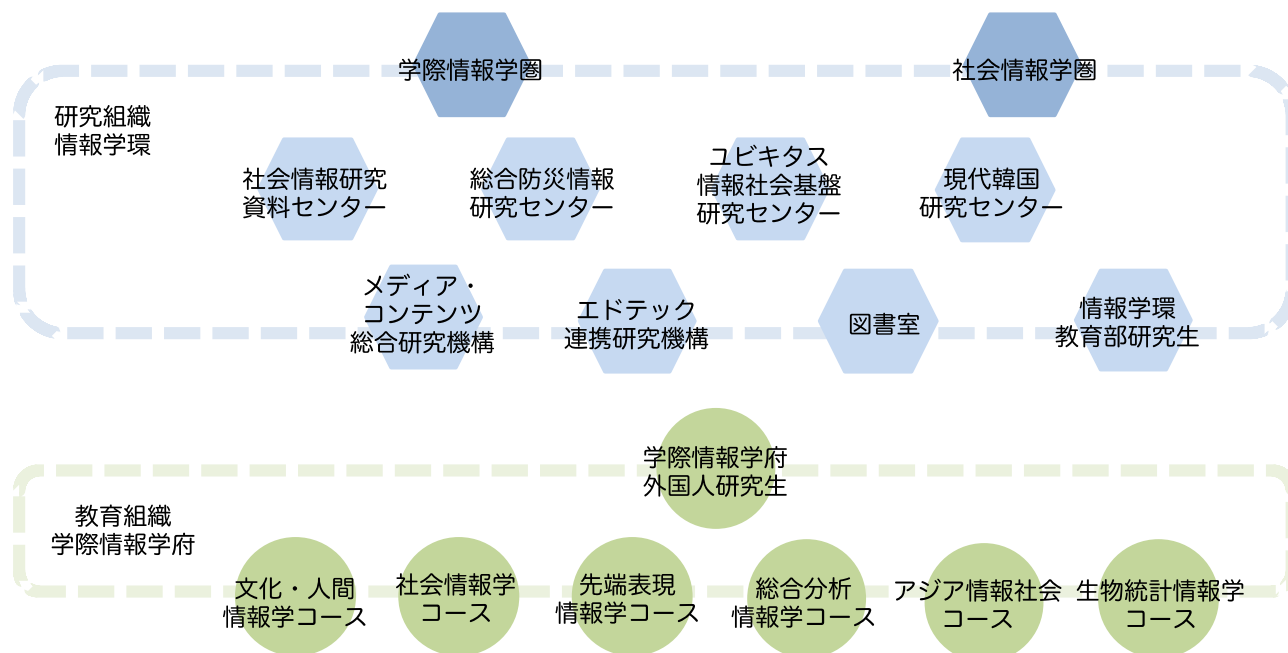 学際情報学圏
社会情報学圏
研究組織
情報学環
社会情報研究
資料センター
総合防災情報
研究センター
ユビキタス
情報社会基盤
研究センター
現代韓国
研究センター
メディア・
コンテンツ
総合研究機構
エドテック
連携研究機構
図書室
情報学環
教育部研究生
学際情報学府
外国人研究生
教育組織
学際情報学府
文化・人間
情報学コース
社会情報学
コース
先端表現
情報学コース
総合分析
情報学コース
アジア情報社会
コース
生物統計情報学
コース